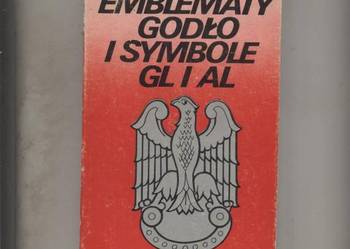 EMBLEMATY
GODŁO
I SYMBOLE
GL I AL